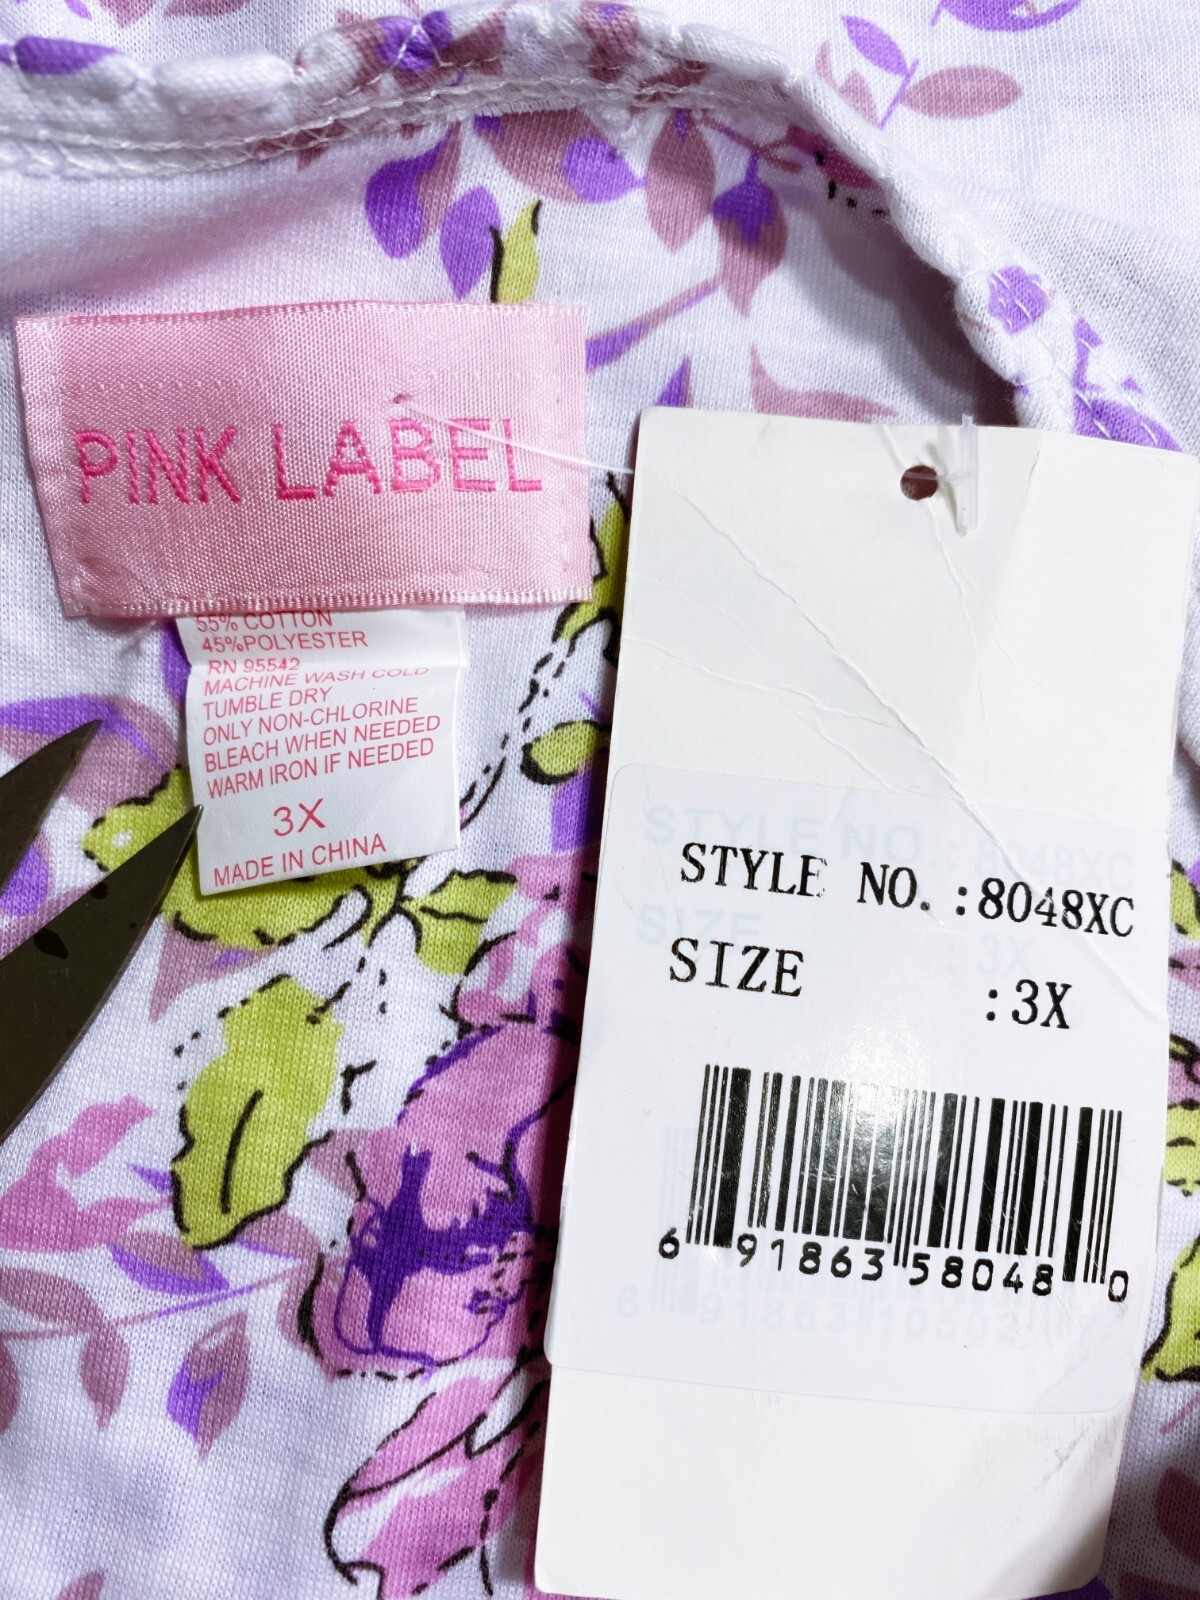 PINK LABEL
55% COTTON
45%POLYESTER
RN 95542
MACHINE WASH COLD
TUMBLE DRY
ONLY NON-CHLORINE
BLEACH WHEN NEEDED
WARM IRON IF NEEDED
3X
MADE IN CHINA
STYLE NO. :8048XC
SIZE :3X
6 91863 58048 0